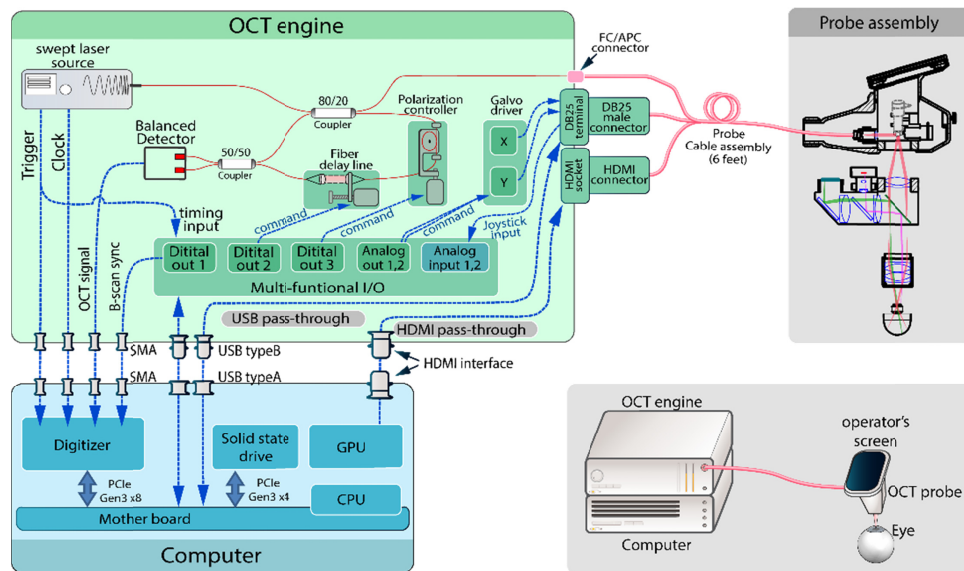 OCT engine
swept laser
source
FC/APC
connector
Probe assembly
80/20
Coupler
Polarization
controller
Galvo
driver
X
Y
DB25
terminal
DB25
male
connector
HDMI
socket
HDMI
connector
Probe
Cable assembly
(6 feet)
Balanced
Detector
50/50
Coupler
Fiber
delay line
Trigger
Clock
OCT signal
B-scan sync
timing
input
command
command
command
Joystick
input
Ditital
out 1
Ditital
out 2
Ditital
out 3
Analog
out 1,2
Analog
input 1,2
Multi-funtional I/O
USB pass-through
HDMI pass-through
SMA
USB typeB
HDMI interface
SMA
USB typeA
Digitizer
Solid state
drive
GPU
CPU
PCIe
Gen3 x8
PCIe
Gen3 x4
Mother board
Computer
OCT engine
Computer
operator's
screen
OCT probe
Eye